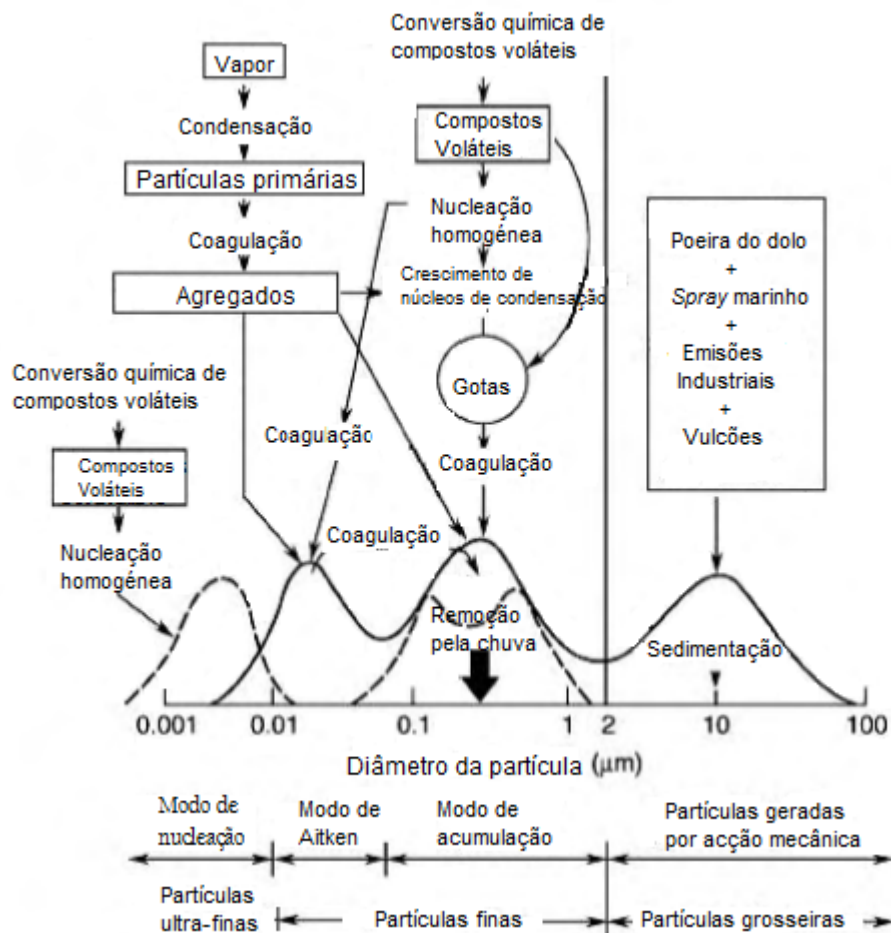 Conversão química de
compostos voláteis
Vapor
Condensação
Compostos
Voláteis
Partículas primárias
Nucleação
homogénea
Coagulação
Crescimento de
núcleos de condensação
Agregados
Poeira do dolo
+
Spray marinho
+
Emisões
Industriais
+
Vulcões
Gotas
Conversão química de
compostos voláteis
Coagulação
Coagulação
Compostos
Voláteis
Coagulação
Nucleação
homogénea
Remoção
pela chuva
Sedimentação
0.001 0.01 0.1 1 2 10 100
Diâmetro da partícula (μm)
Modo de
nucleação
Modo de
Aitken
Modo de
acumulação
Partículas geradas
por acção mecânica
Partículas
ultra-finas
Partículas finas
Partículas grosseiras